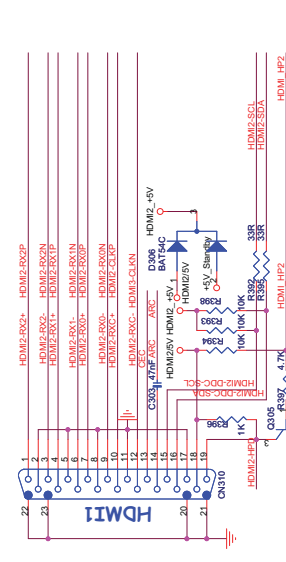 HDMI2-RX2+ HDMI2-RX2P
HDMI2-RX2- HDMI2-RX2N
HDMI2-RX1+ HDMI2-RX1P
HDMI2-RX1- HDMI2-RX1N
HDMI2-RX0+ HDMI2-RX0P
HDMI2-RX0- HDMI2-RX0N
HDMI2-RXC+ HDMI2-CLKP
HDMI2-RXC- HDMI3-CLKN
CEC
C303 47nF
ARC ARC
D306
BAT54C
HDMI2_+5V
3
1
2
HDMI2/5V
+5V_Standby
HDMI2_+5V
HDMI2/5V
R398 10K
R393 10K
R394 10K
R392 33R
R395 33R
HDMI2-SCL
HDMI2-SDA
HDMI_HP2
HDMI_HP2
HDMI2-DDC-SCL
HDMI2-DDC-SDA
R396
1K
R397 4.7K
Q305
HDMI2-HPD
1
2
3
4
5
6
7
8
9
10
11
12
13
14
15
16
17
18
19
22
23
20
21
CN310
HDMI1